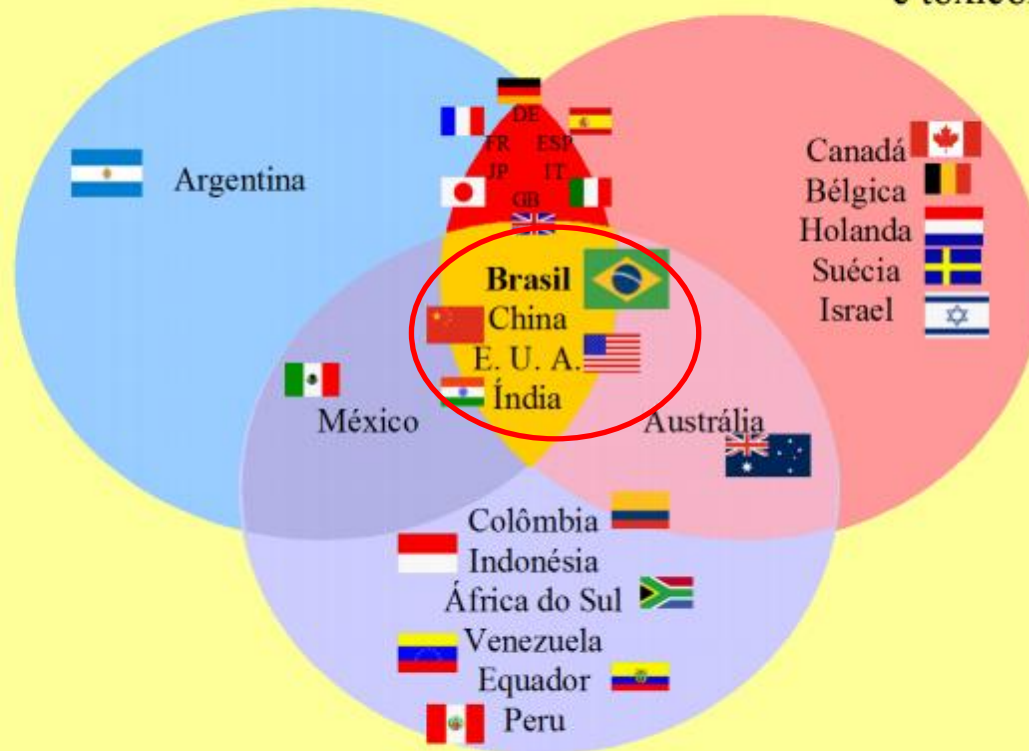 Argentina
DE
FR ESP
JP IT
GB
Canadá
Bélgica
Holanda
Suécia
Israel
Brasil
China
E. U. A.
Índia
México
Austrália
Colômbia
Indonésia
África do Sul
Venezuela
Equador
Peru